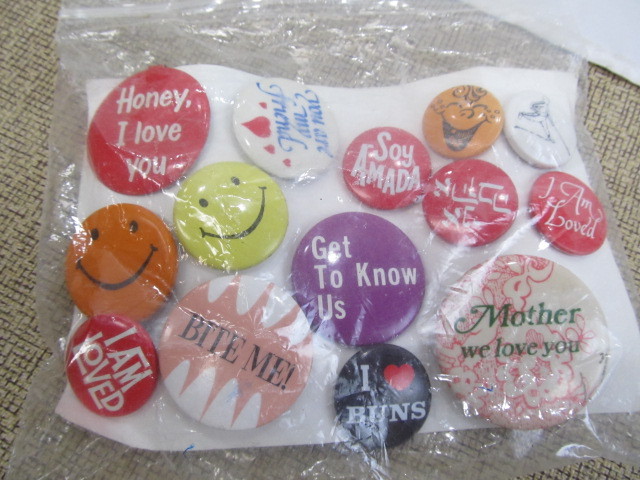 Honey,
I love
you
you are
my
friend
Soy
AMADA
I Am
Loved
Get
To Know
Us
Mother
we love you
I AM
LOVED
BITE ME!
I ♥
BUNS